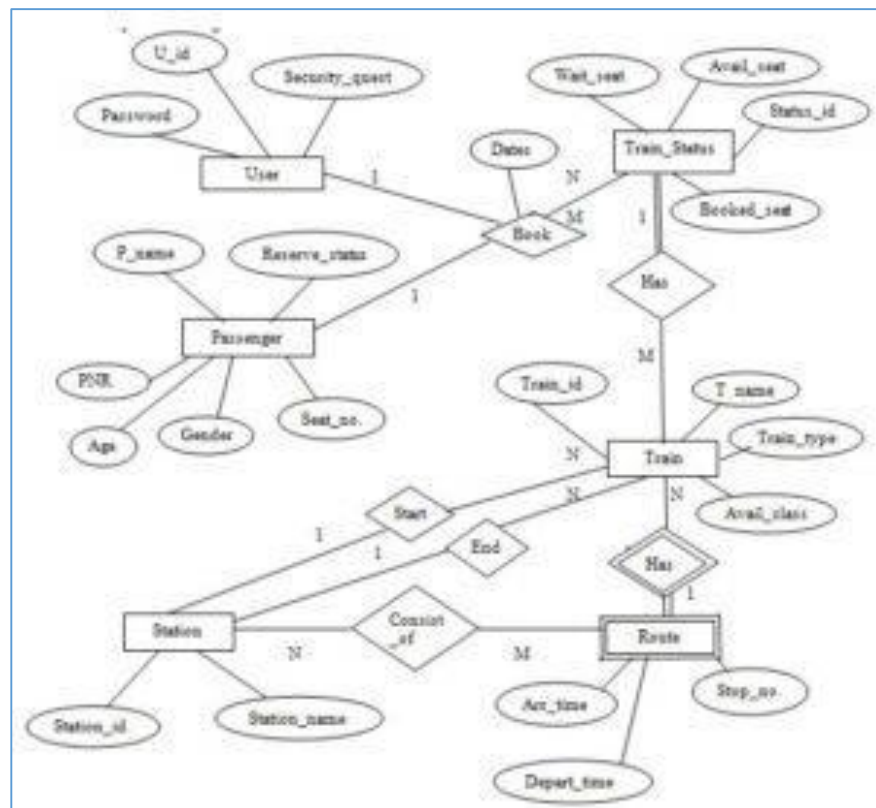 U_id
Security_quest
Password
User
1
Dates
Book
N
M
1
Wait_seat
Avail_seat
Status_id
Train_Status
Booked_seat
1
Has
M
P_name
Reserve_status
Passenger
PNR
Age
Gender
Seat_no.
Train_id
T_name
Train_type
Train
Avail_class
N
N
N
Start
End
1
1
Has
1
Station
N
Consist
_of
M
Route
Station_id
Station_name
Arr_time
Stop_no.
Depart_time